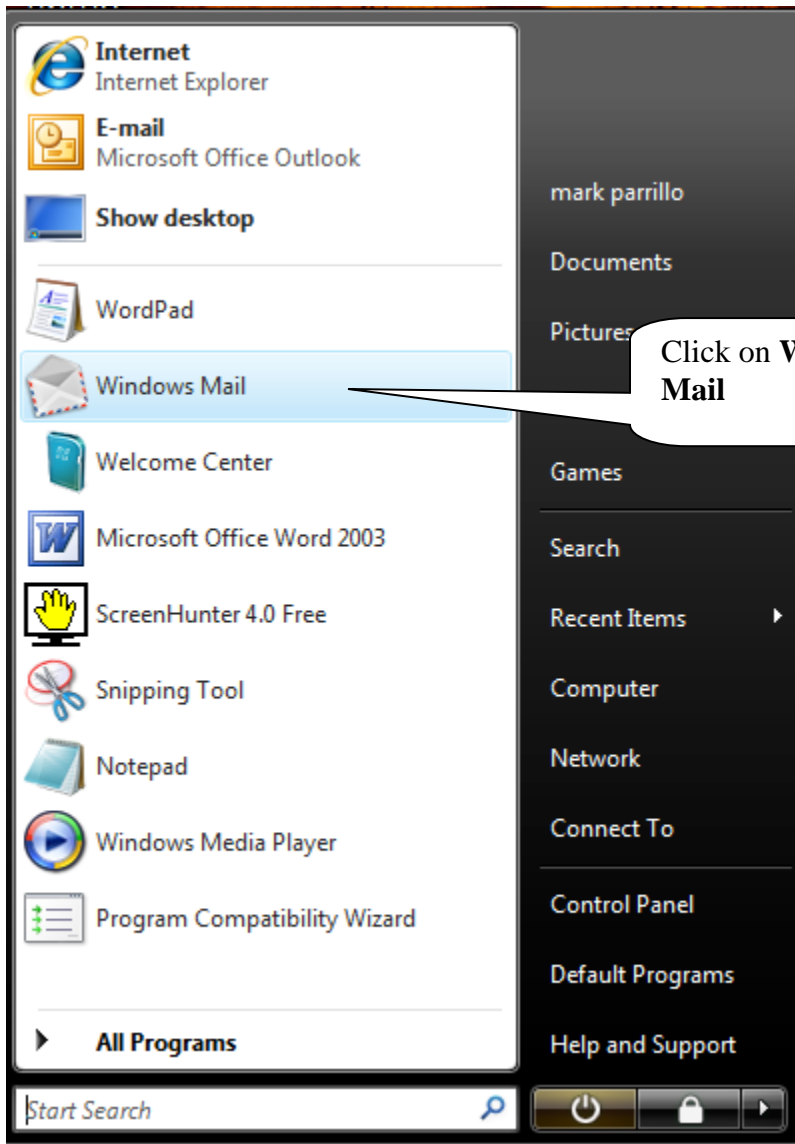 Internet
Internet Explorer
E-mail
Microsoft Office Outlook
Show desktop
WordPad
Windows Mail
Welcome Center
Microsoft Office Word 2003
ScreenHunter 4.0 Free
Snipping Tool
Notepad
Windows Media Player
Program Compatibility Wizard
All Programs
Start Search
mark parrillo
Documents
Pictures
Click on
Mail
Games
Search
Recent Items
Computer
Network
Connect To
Control Panel
Default Programs
Help and Support